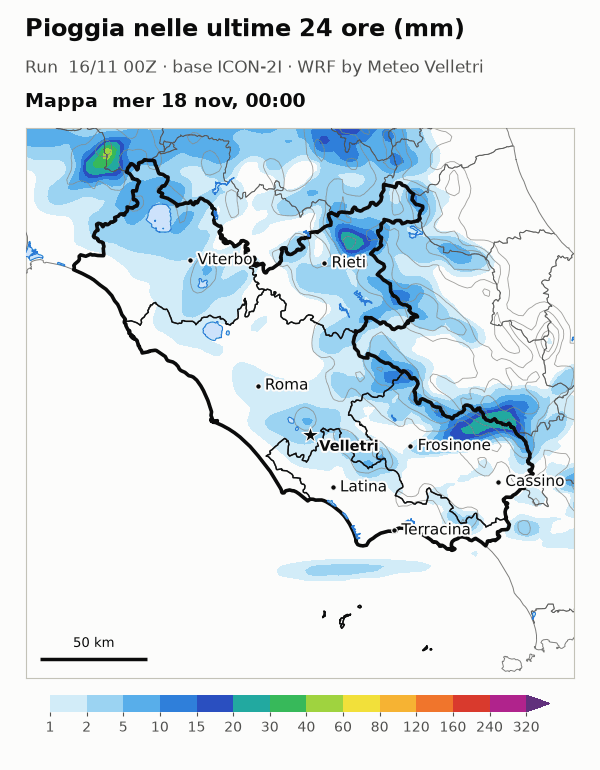 Pioggia nelle ultime 24 ore (mm)
Run  16/11 00Z · base ICON-2I · WRF by Meteo Velletri
Mappa  mer 18 nov, 00:00
Viterbo
Rieti
Roma
Velletri
Frosinone
Cassino
Latina
Terracina
50 km
1 2 5 10 15 20 30 40 60 80 120 160 240 320